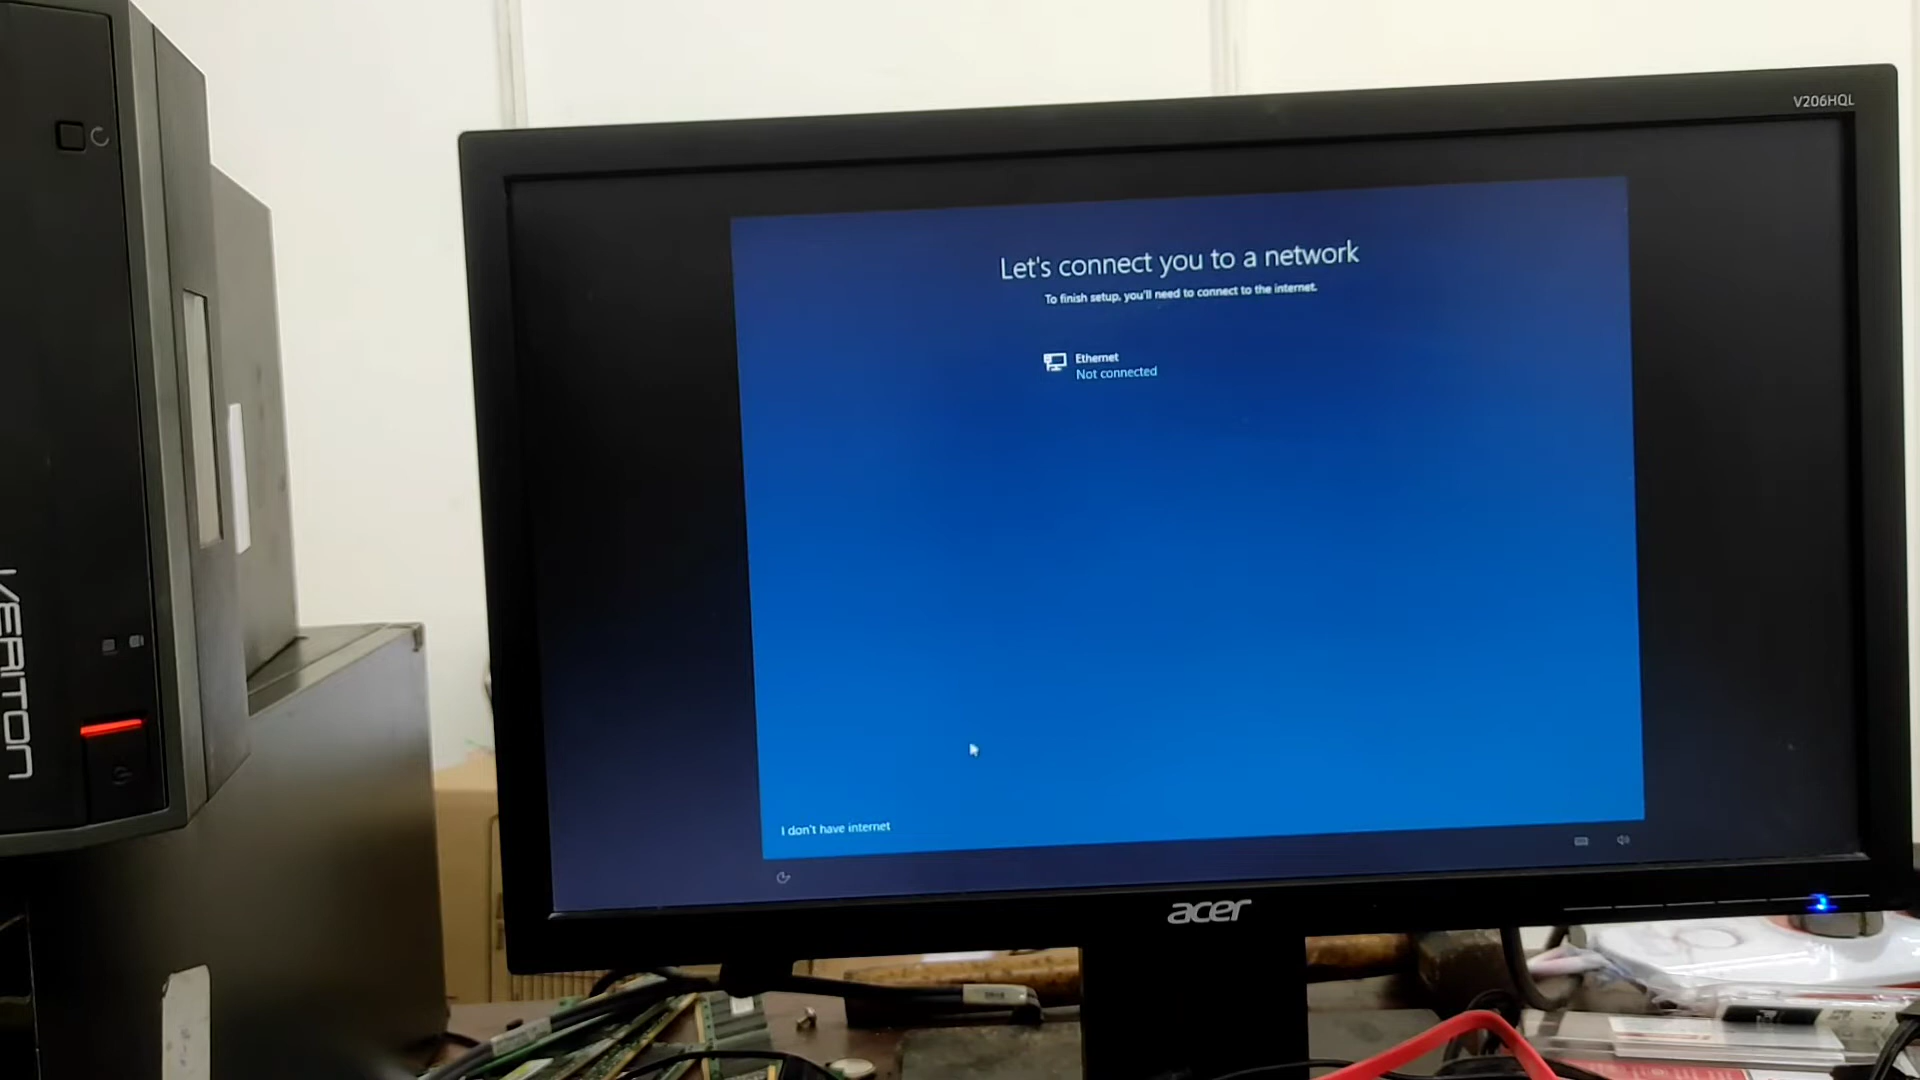 V206HQL
Let's connect you to a network
To finish setup, you'll need to connect to the internet.
Ethernet
Not connected
I don't have internet
acer
VERITON